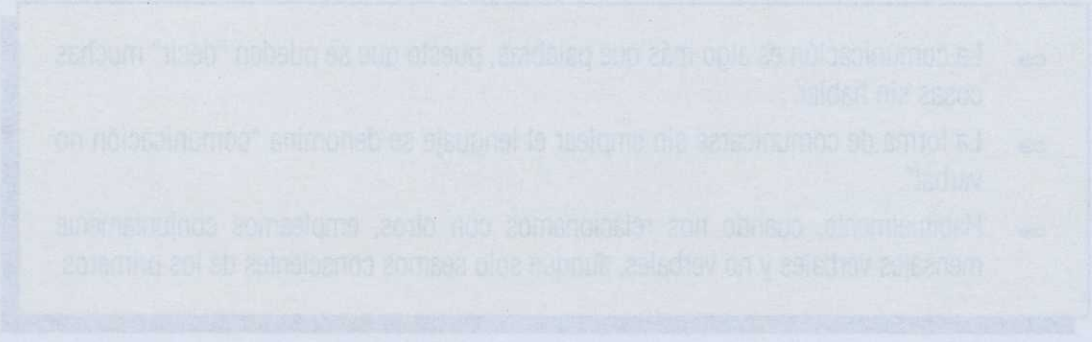 La comunicación es algo más que palabras, puesto que se pueden "decir" muchas
cosas sin hablar.
La forma de comunicarse sin emplear el lenguaje se denomina "comunicación no
verbal".
Habitualmente, cuando nos relacionamos con otros, empleamos conjuntamente
mensajes verbales y no verbales, aunque solo seamos conscientes de los primeros.